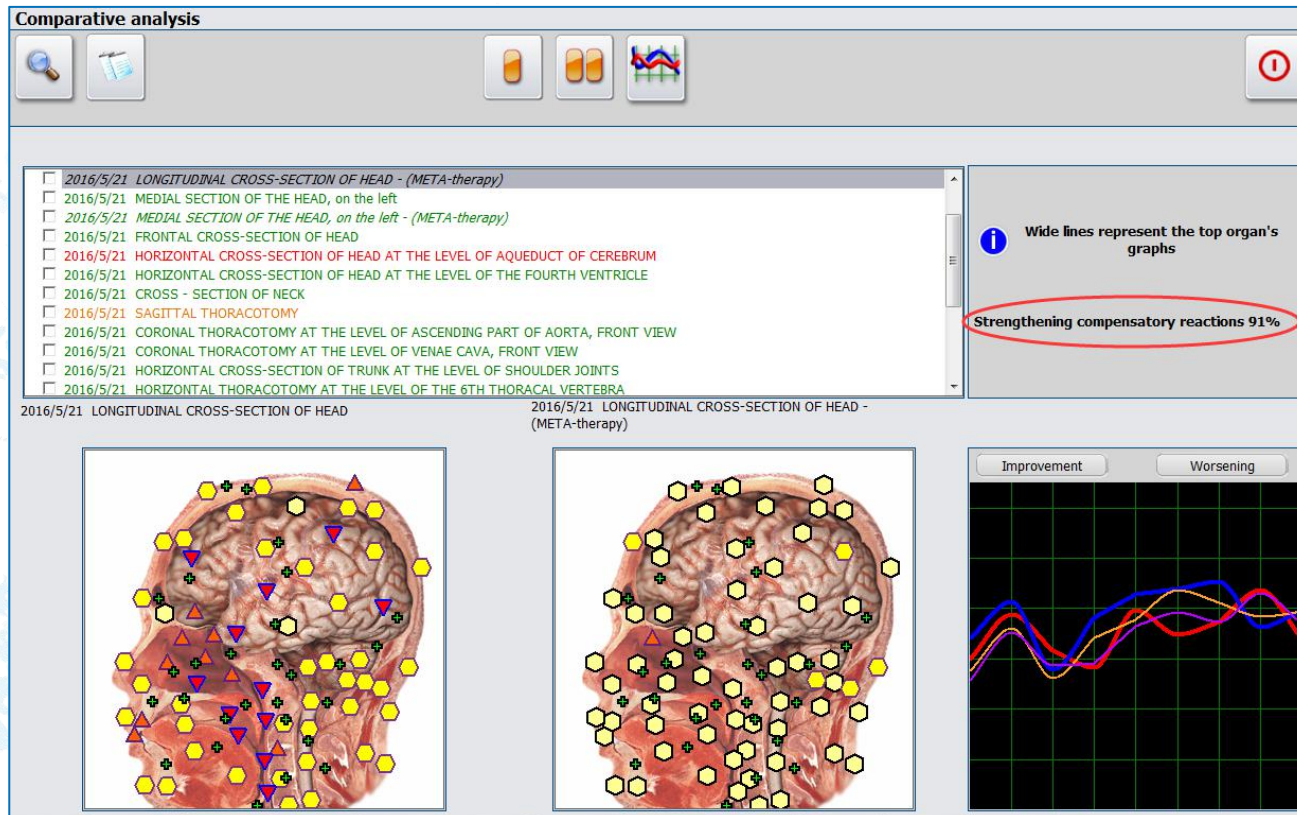 Comparative analysis
2016/5/21 LONGITUDINAL CROSS-SECTION OF HEAD - (META-therapy)
2016/5/21 MEDIAL SECTION OF THE HEAD, on the left
2016/5/21 MEDIAL SECTION OF THE HEAD, on the left - (META-therapy)
2016/5/21 FRONTAL CROSS-SECTION OF HEAD
2016/5/21 HORIZONTAL CROSS-SECTION OF HEAD AT THE LEVEL OF AQUEDUCT OF CEREBRUM
2016/5/21 HORIZONTAL CROSS-SECTION OF HEAD AT THE LEVEL OF THE FOURTH VENTRICLE
2016/5/21 CROSS - SECTION OF NECK
2016/5/21 SAGITTAL THORACOTOMY
2016/5/21 CORONAL THORACOTOMY AT THE LEVEL OF ASCENDING PART OF AORTA, FRONT VIEW
2016/5/21 CORONAL THORACOTOMY AT THE LEVEL OF VENAE CAVA, FRONT VIEW
2016/5/21 HORIZONTAL CROSS-SECTION OF TRUNK AT THE LEVEL OF SHOULDER JOINTS
2016/5/21 HORIZONTAL THORACOTOMY AT THE LEVEL OF THE 6TH THORACAL VERTEBRA
Wide lines represent the top organ's
graphs
Strengthening compensatory reactions 91%
2016/5/21 LONGITUDINAL CROSS-SECTION OF HEAD
2016/5/21 LONGITUDINAL CROSS-SECTION OF HEAD -
(META-therapy)
Improvement
Worsening